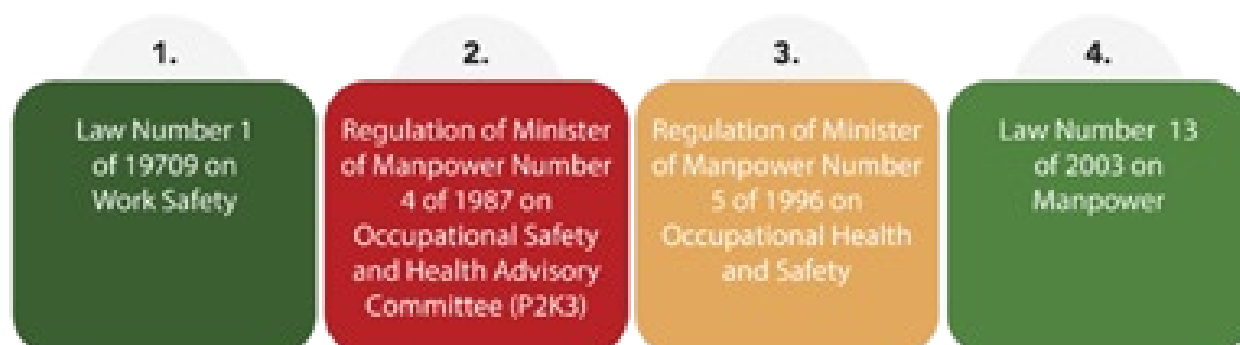 1.
Law Number 1
of 19709 on
Work Safety
2.
Regulation of Minister
of Manpower Number
4 of 1987 on
Occupational Safety
and Health Advisory
Committee (P2K3)
3.
Regulation of Minister
of Manpower Number
5 of 1996 on
Occupational Health
and Safety
4.
Law Number 13
of 2003 on
Manpower